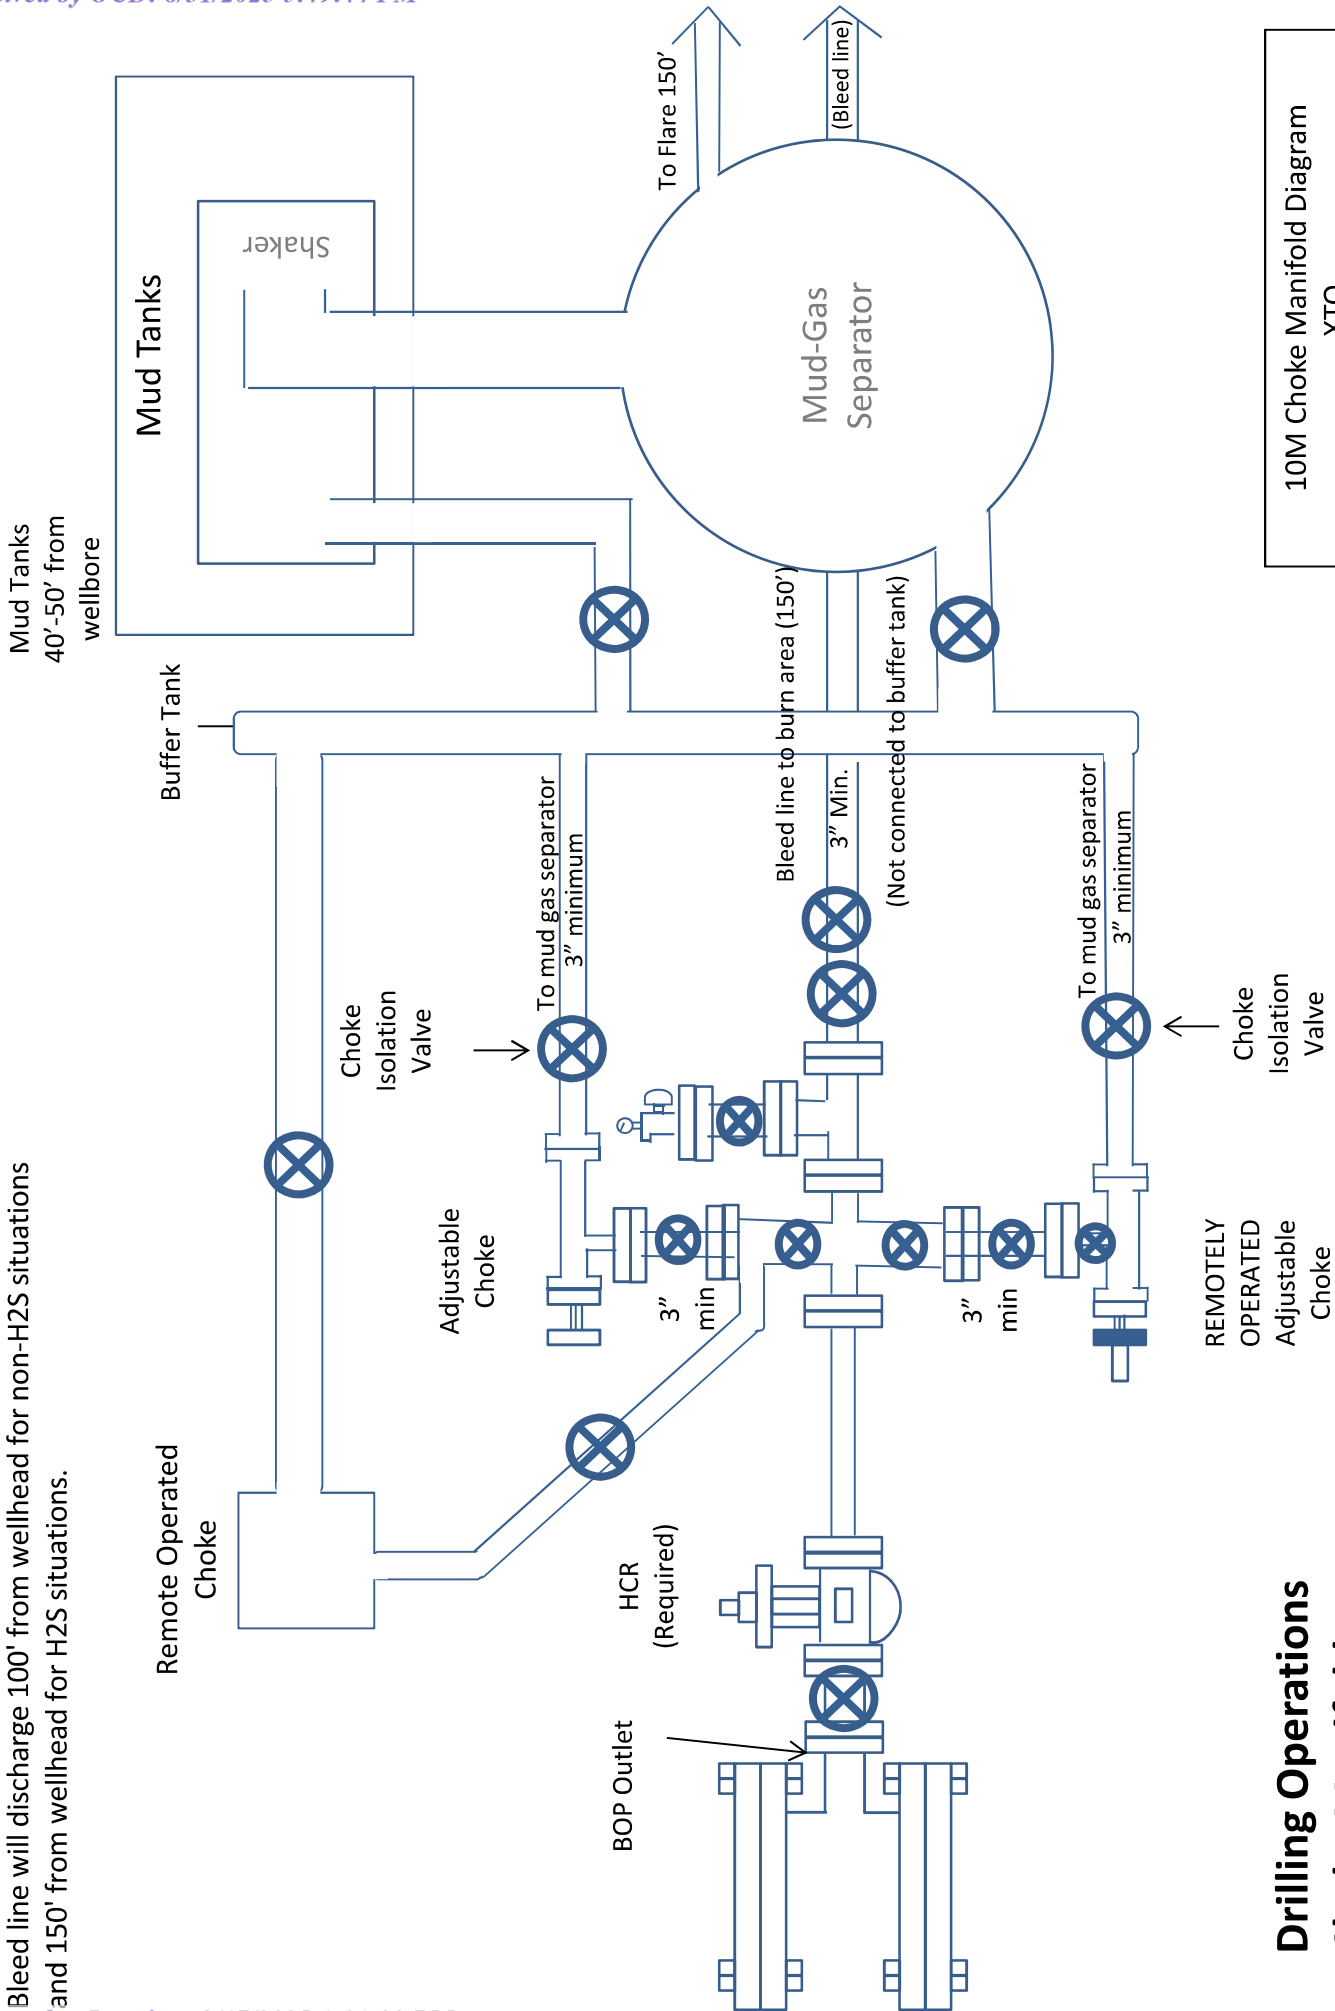 Bleed line will discharge 100' from wellhead for non-H2S situations
and 150' from wellhead for H2S situations.
Mud Tanks
40'-50' from
wellbore
Mud Tanks
Shaker
Buffer Tank
Remote Operated
Choke
Choke
Isolation
Valve
Adjustable
Choke
To mud gas separator
3” minimum
To Flare 150’
(Bleed line)
Mud-Gas
Separator
HCR
(Required)
BOP Outlet
3”
min
Bleed line to burn area (150’)
3” Min.
(Not connected to buffer tank)
3”
min
To mud gas separator
3” minimum
REMOTELY
OPERATED
Adjustable
Choke
Choke
Isolation
Valve
Drilling Operations
10M Choke Manifold Diagram
XTO